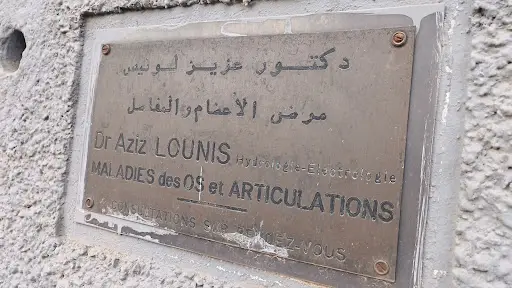 دكتور عزيز لونيس
مرض الأعضام والمفاصل
Dr Aziz LOUNIS Hydrologie-Electrologie
MALADIES des OS et ARTICULATIONS
CONSULTATIONS SUR RENDEZ-VOUS